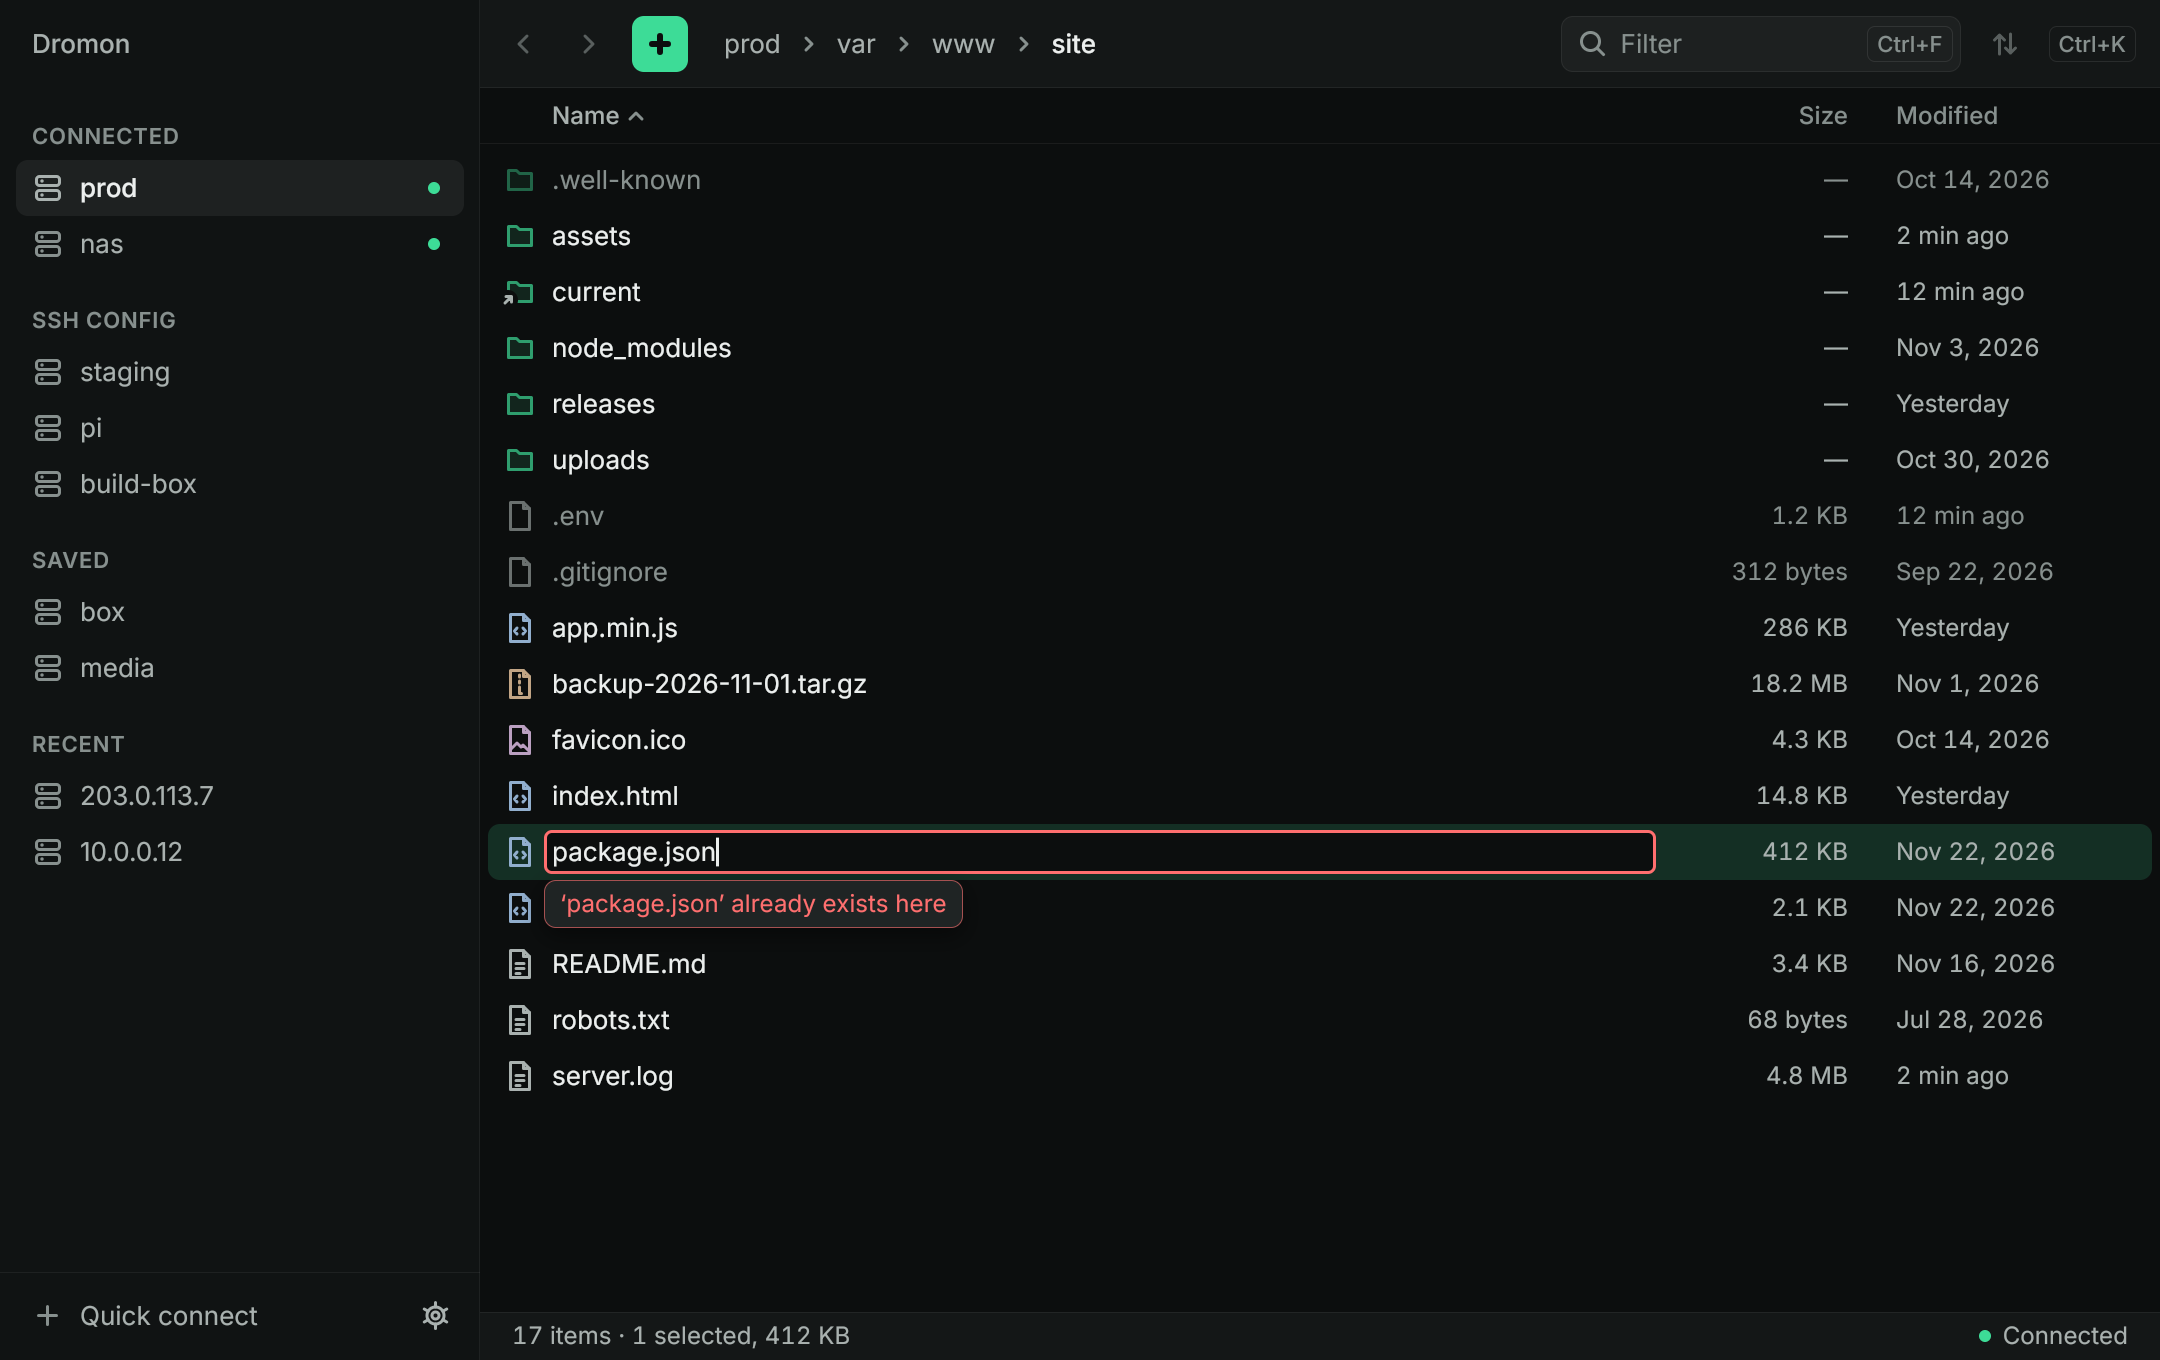 Dromon
CONNECTED
prod
nas
SSH CONFIG
staging
pi
build-box
SAVED
box
media
RECENT
203.0.113.7
10.0.0.12
Quick connect
prod > var > www > site
Filter Ctrl+F
Ctrl+K
Name Size Modified
.well-known — Oct 14, 2026
assets — 2 min ago
current — 12 min ago
node_modules — Nov 3, 2026
releases — Yesterday
uploads — Oct 30, 2026
.env 1.2 KB 12 min ago
.gitignore 312 bytes Sep 22, 2026
app.min.js 286 KB Yesterday
backup-2026-11-01.tar.gz 18.2 MB Nov 1, 2026
favicon.ico 4.3 KB Oct 14, 2026
index.html 14.8 KB Yesterday
package.json 412 KB Nov 22, 2026
‘package.json’ already exists here 2.1 KB Nov 22, 2026
README.md 3.4 KB Nov 16, 2026
robots.txt 68 bytes Jul 28, 2026
server.log 4.8 MB 2 min ago
17 items · 1 selected, 412 KB
Connected